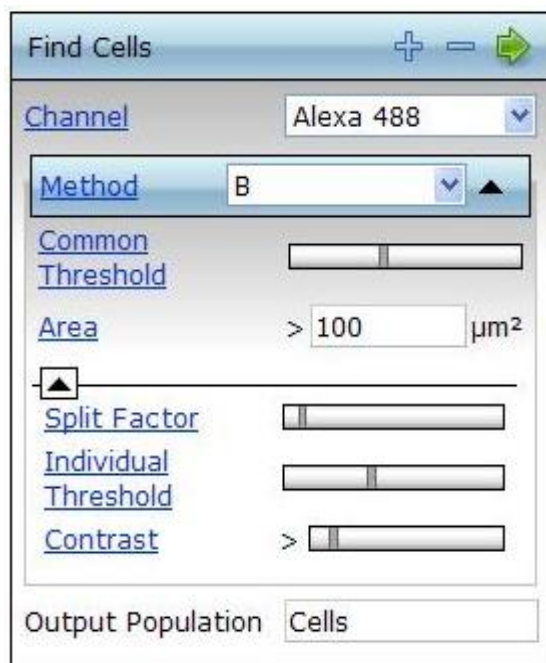 Find Cells
Channel Alexa 488
Method B
Common
Threshold
Area > 100 µm²
Split Factor
Individual
Threshold
Contrast >
Output Population Cells